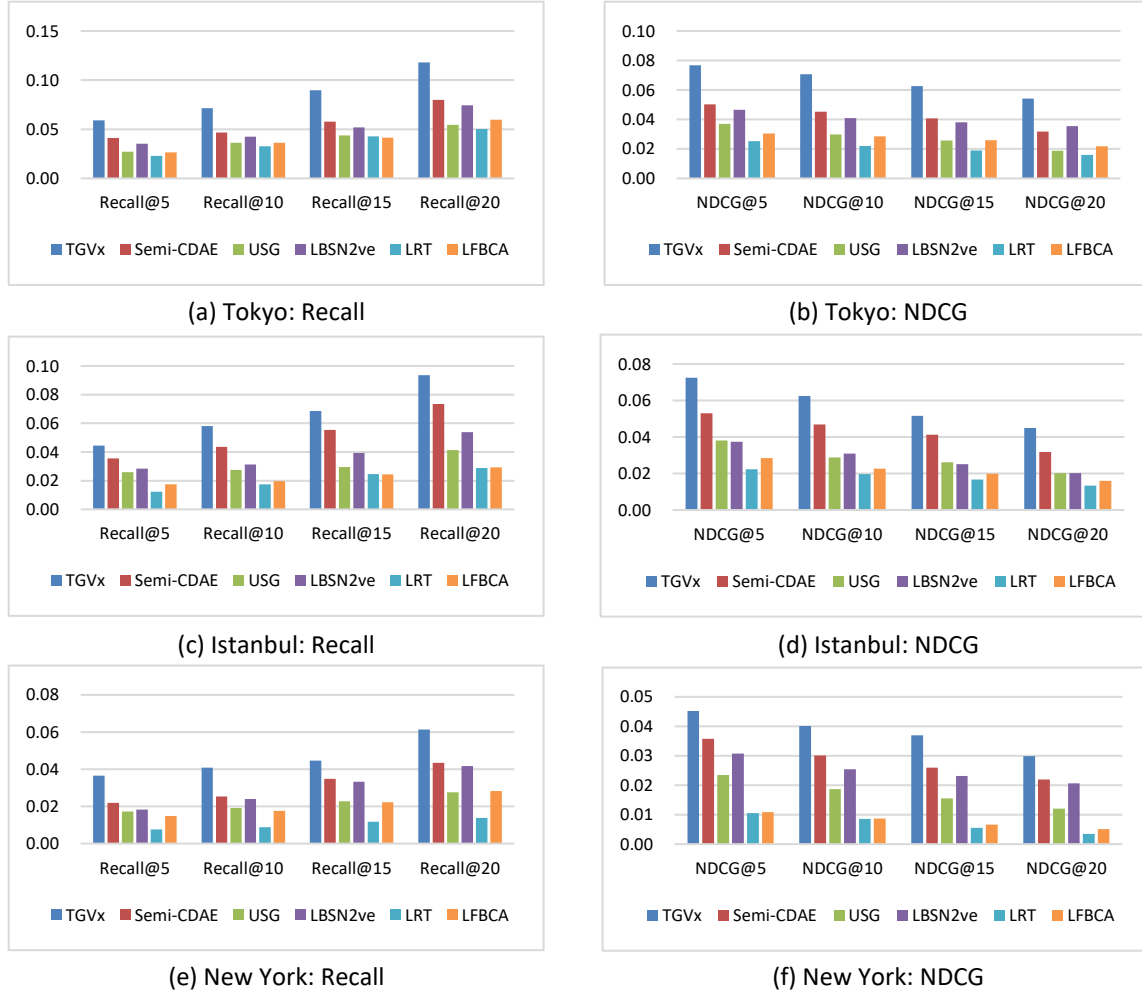 0.15
0.10
0.05
0.00
Recall@5 Recall@10 Recall@15 Recall@20
TGVx Semi-CDAE USG LBSN2ve LRT LFBCA
(a) Tokyo: Recall
0.10
0.08
0.06
0.04
0.02
0.00
NDCG@5 NDCG@10 NDCG@15 NDCG@20
TGVx Semi-CDAE USG LBSN2ve LRT LFBCA
(b) Tokyo: NDCG
0.10
0.08
0.06
0.04
0.02
0.00
Recall@5 Recall@10 Recall@15 Recall@20
TGVx Semi-CDAE USG LBSN2ve LRT LFBCA
(c) Istanbul: Recall
0.08
0.06
0.04
0.02
0.00
NDCG@5 NDCG@10 NDCG@15 NDCG@20
TGVx Semi-CDAE USG LBSN2ve LRT LFBCA
(d) Istanbul: NDCG
0.08
0.06
0.04
0.02
0.00
Recall@5 Recall@10 Recall@15 Recall@20
TGVx Semi-CDAE USG LBSN2ve LRT LFBCA
(e) New York: Recall
0.05
0.04
0.03
0.02
0.01
0.00
NDCG@5 NDCG@10 NDCG@15 NDCG@20
TGVx Semi-CDAE USG LBSN2ve LRT LFBCA
(f) New York: NDCG